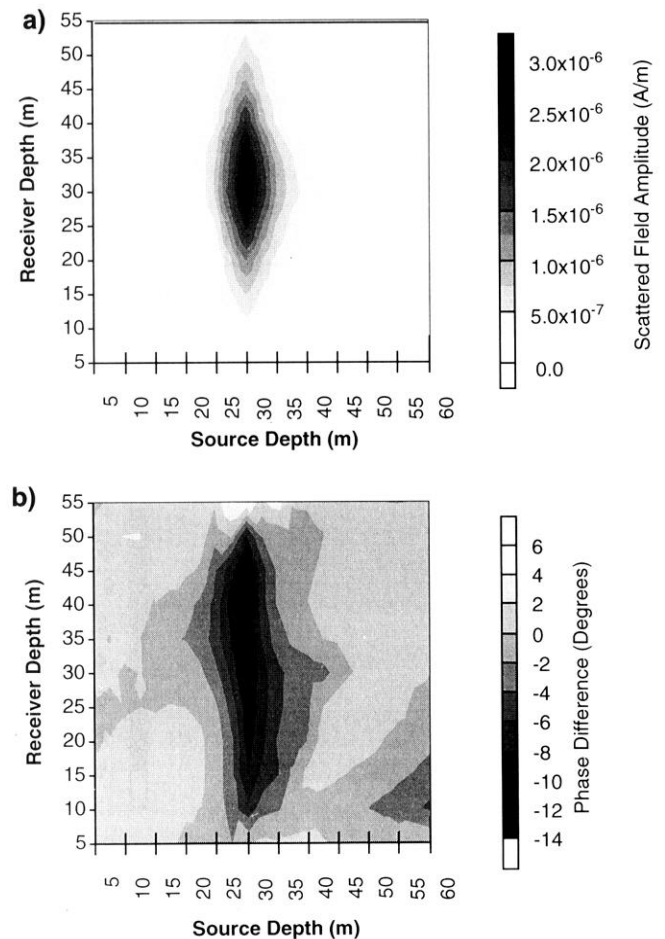 a)
55
50
45
40
35
30
25
20
15
10
5
Receiver Depth (m)
5 10 15 20 25 30 35 40 45 50 55 60
Source Depth (m)
3.0x10-6
2.5x10-6
2.0x10-6
1.5x10-6
1.0x10-6
5.0x10-7
0.0
Scattered Field Amplitude (A/m)
b)
55
50
45
40
35
30
25
20
15
10
5
Receiver Depth (m)
5 10 20 25 30 35 40 45 50 55 60
Source Depth (m)
6
4
2
0
-2
-4
-6
-8
-10
-12
-14
Phase Difference (Degrees)